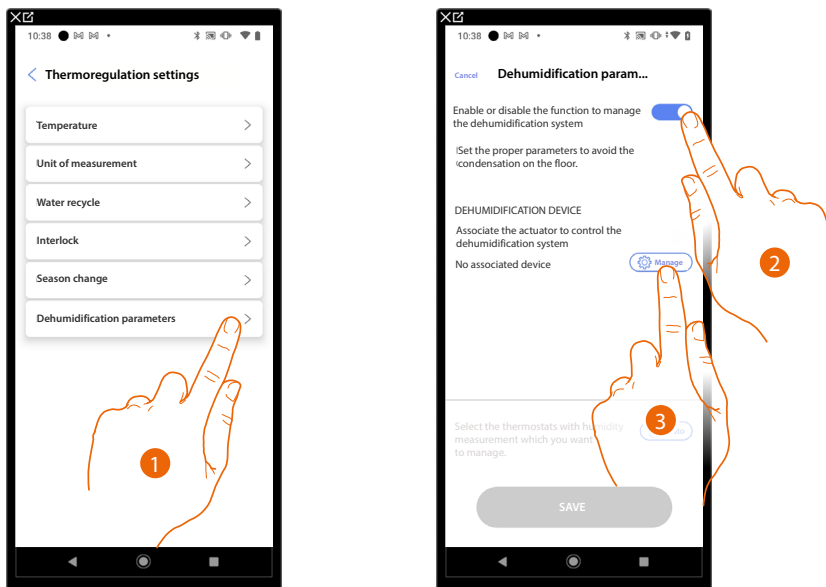 10:38
Thermoregulation settings
Temperature
Unit of measurement
Water recycle
Interlock
Season change
Dehumidification parameters
1
10:38
Cancel
Dehumidification param...
Enable or disable the function to manage
the dehumidification system
Set the proper parameters to avoid the
condensation on the floor.
DEHUMIDIFICATION DEVICE
Associate the actuator to control the
dehumidification system
No associated device
Manage
2
3
Select the thermostats with humidity
measurement which you want
to manage.
SAVE